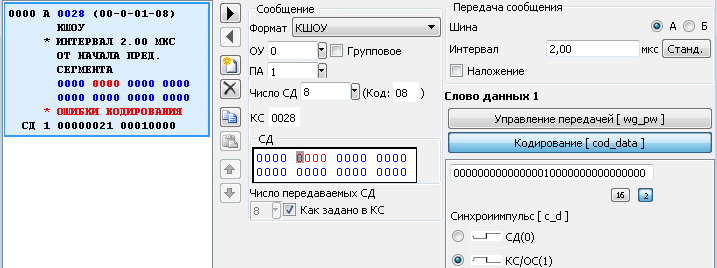 0000 А 0028 (00-0-01-08)
КШОУ
* ИНТЕРВАЛ 2.00 МКС
ОТ НАЧАЛА ПРЕД.
СЕГМЕНТА
0000 0000 0000 0000
0000 0000 0000 0000
* ОШИБКИ КОДИРОВАНИЯ
СД 1 00000021 00010000
Сообщение
Формат КШОУ
ОУ 0 Групповое
ПА 1
Число СД 8 (Код: 08 )
КС 0028
СД
0000 0000 0000 0000
0000 0000 0000 0000
Число передаваемых СД
8 Как задано в КС
Передача сообщения
Шина А Б
Интервал 2,00 мкс Станд.
Наложение
Слово данных 1
Управление передачей [ wg_pw ]
Кодирование [ cod_data ]
00000000000000010000000000000000
16 2
Синхроимпульс [ c_d ]
СД(0)
КС/ОС(1)